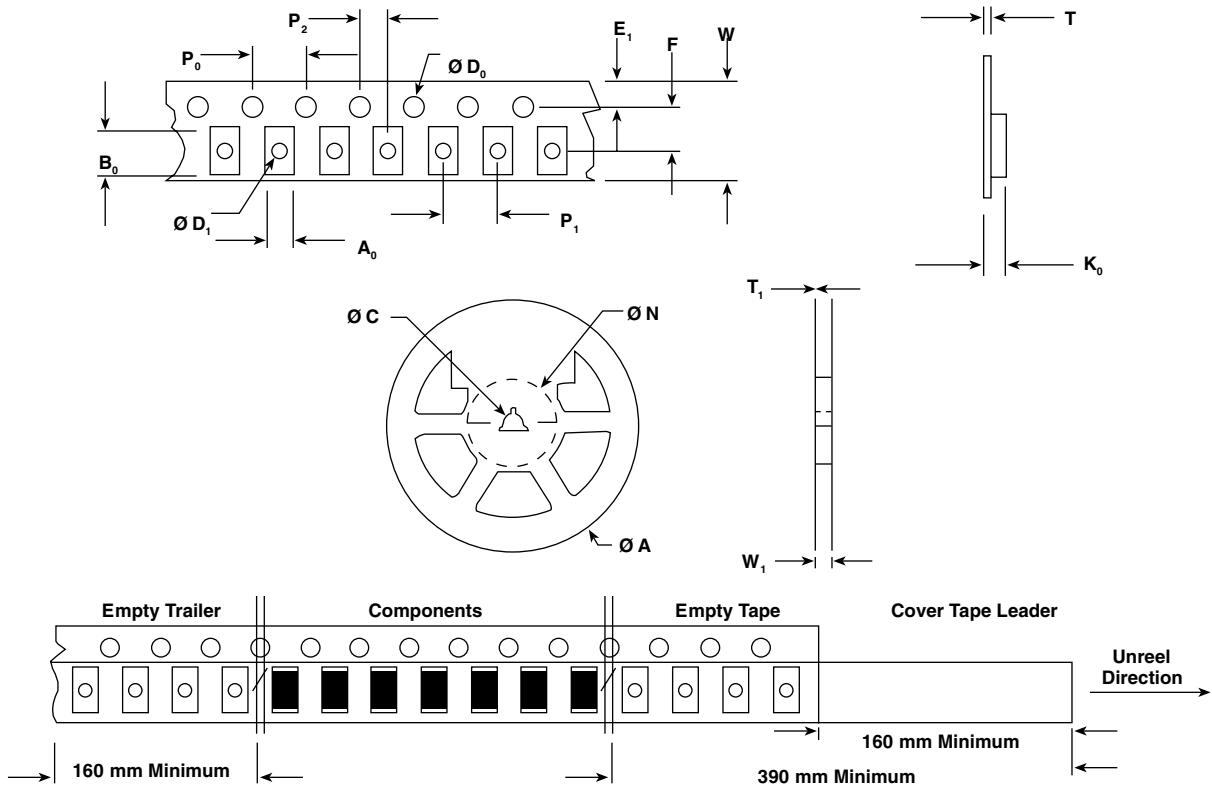 P2
E1
F
W
T
P0
Ø D0
B0
Ø D1
A0
P1
K0
T1
Ø C
Ø N
Ø A
W1
Empty Trailer
Components
Empty Tape
Cover Tape Leader
Unreel
Direction
160 mm Minimum
160 mm Minimum
390 mm Minimum